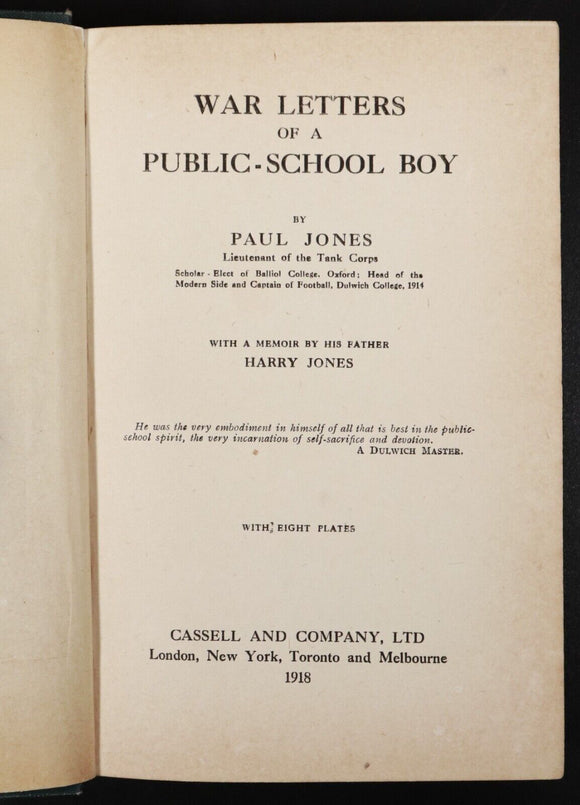 WAR LETTERS
OF A
PUBLIC-SCHOOL BOY
BY
PAUL JONES
Lieutenant of the Tank Corps
Scholar-Elect of Balliol College, Oxford; Head of the
Modern Side and Captain of Football, Dulwich College, 1914
WITH A MEMOIR BY HIS FATHER
HARRY JONES
He was the very embodiment in himself of all that is best in the public-
school spirit, the very incarnation of self-sacrifice and devotion.
A DULWICH MASTER.
WITH EIGHT PLATES
CASSELL AND COMPANY, LTD
London, New York, Toronto and Melbourne
1918